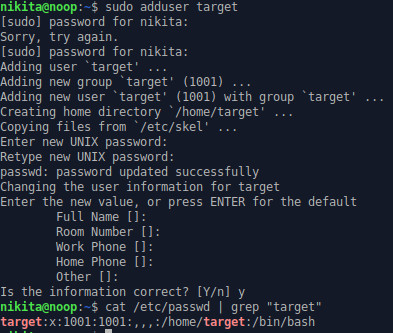 nikita@noop:~$ sudo adduser target
[sudo] password for nikita:
Sorry, try again.
[sudo] password for nikita:
Adding user `target' ...
Adding new group `target' (1001) ...
Adding new user `target' (1001) with group `target' ...
Creating home directory `/home/target' ...
Copying files from `/etc/skel' ...
Enter new UNIX password:
Retype new UNIX password:
passwd: password updated successfully
Changing the user information for target
Enter the new value, or press ENTER for the default
        Full Name []:
        Room Number []:
        Work Phone []:
        Home Phone []:
        Other []:
Is the information correct? [Y/n] y
nikita@noop:~$ cat /etc/passwd | grep "target"
target:x:1001:1001:,,,:/home/target:/bin/bash